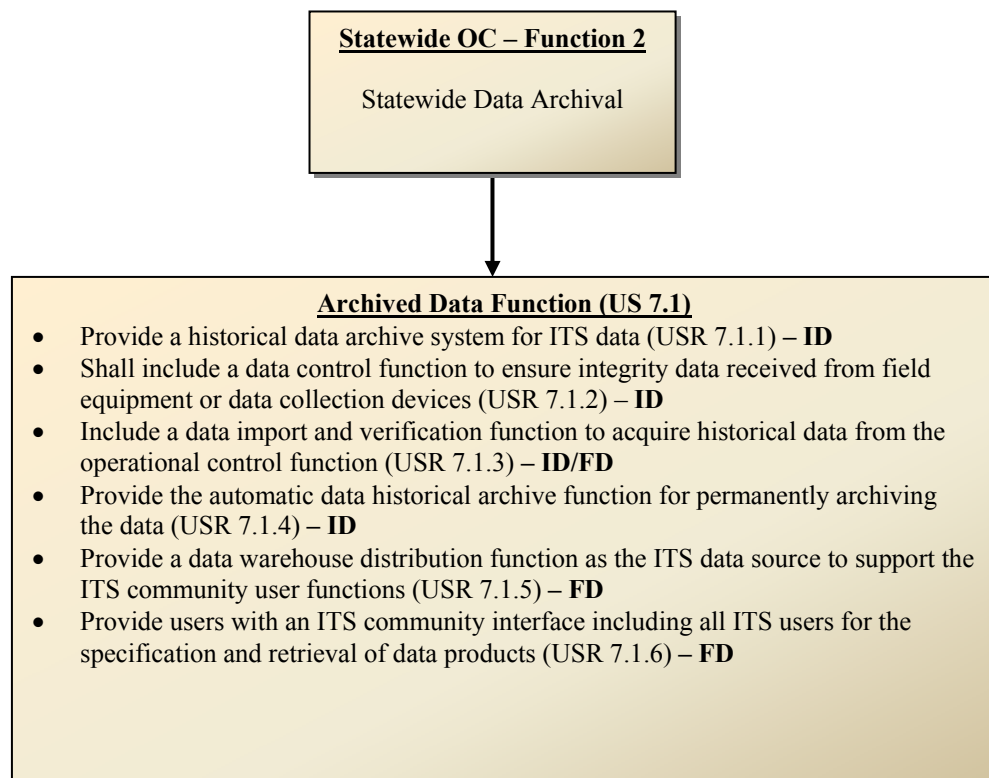 Statewide OC – Function 2
Statewide Data Archival
Archived Data Function (US 7.1)
• Provide a historical data archive system for ITS data (USR 7.1.1) – ID
• Shall include a data control function to ensure integrity data received from field
equipment or data collection devices (USR 7.1.2) – ID
• Include a data import and verification function to acquire historical data from the
operational control function (USR 7.1.3) – ID/FD
• Provide the automatic data historical archive function for permanently archiving
the data (USR 7.1.4) – ID
• Provide a data warehouse distribution function as the ITS data source to support the
ITS community user functions (USR 7.1.5) – FD
• Provide users with an ITS community interface including all ITS users for the
specification and retrieval of data products (USR 7.1.6) – FD